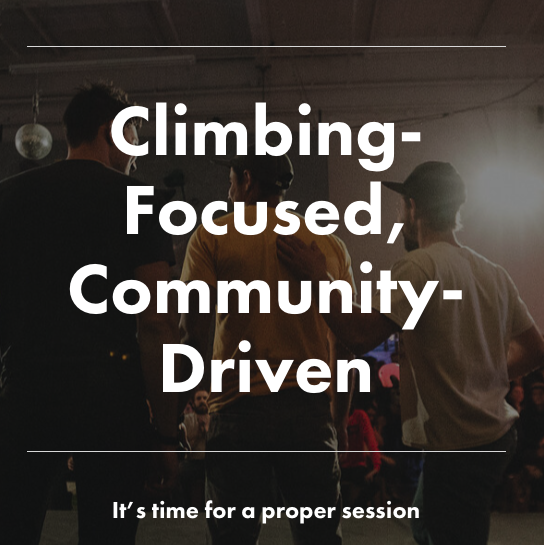 Climbing-
Focused,
Community-
Driven
It's time for a proper session